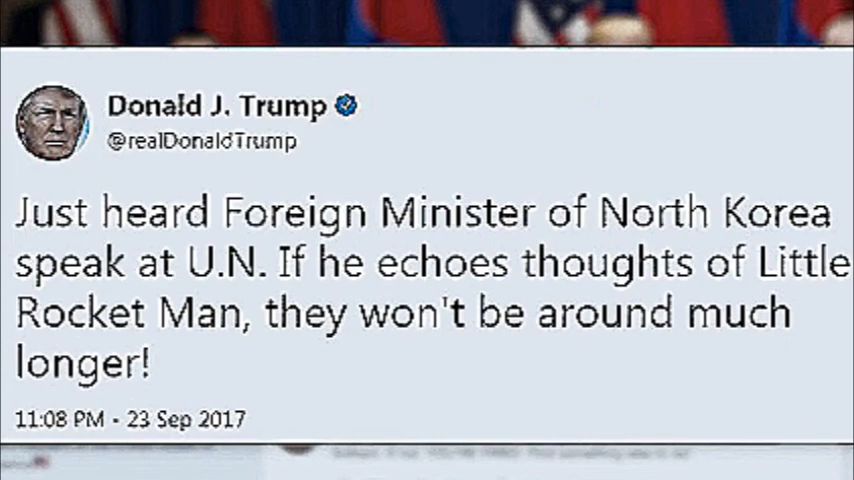 Donald J. Trump
@realDonaldTrump
Just heard Foreign Minister of North Korea
speak at U.N. If he echoes thoughts of Little
Rocket Man, they won't be around much
longer!
11:08 PM - 23 Sep 2017